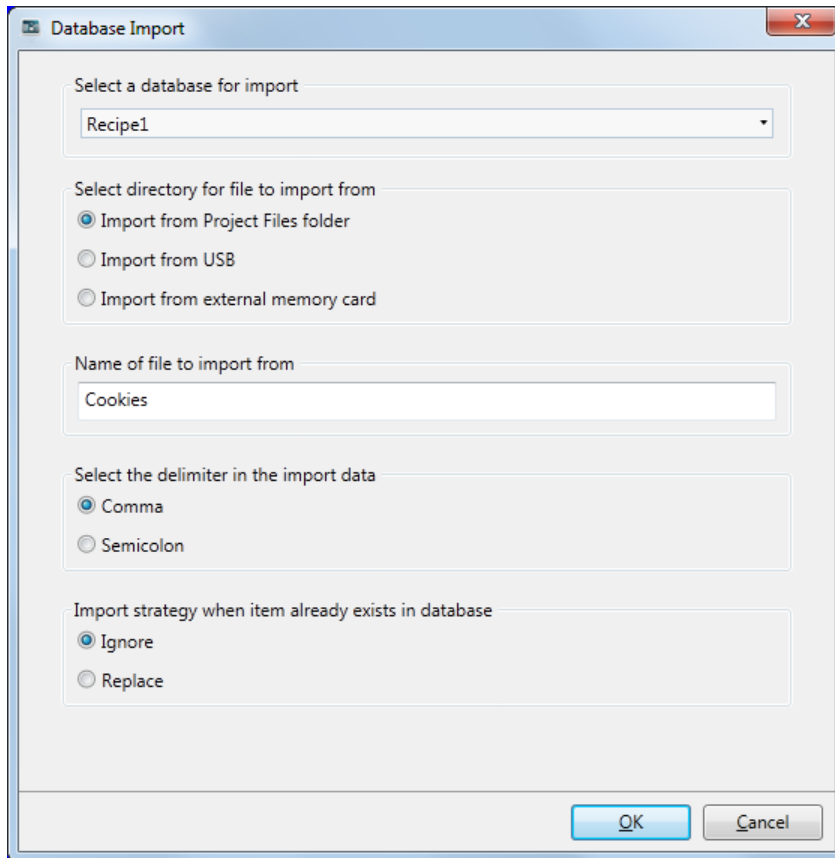 Database Import
Select a database for import
Recipe1
Select directory for file to import from
Import from Project Files folder
Import from USB
Import from external memory card
Name of file to import from
Cookies
Select the delimiter in the import data
Comma
Semicolon
Import strategy when item already exists in database
Ignore
Replace
OK Cancel